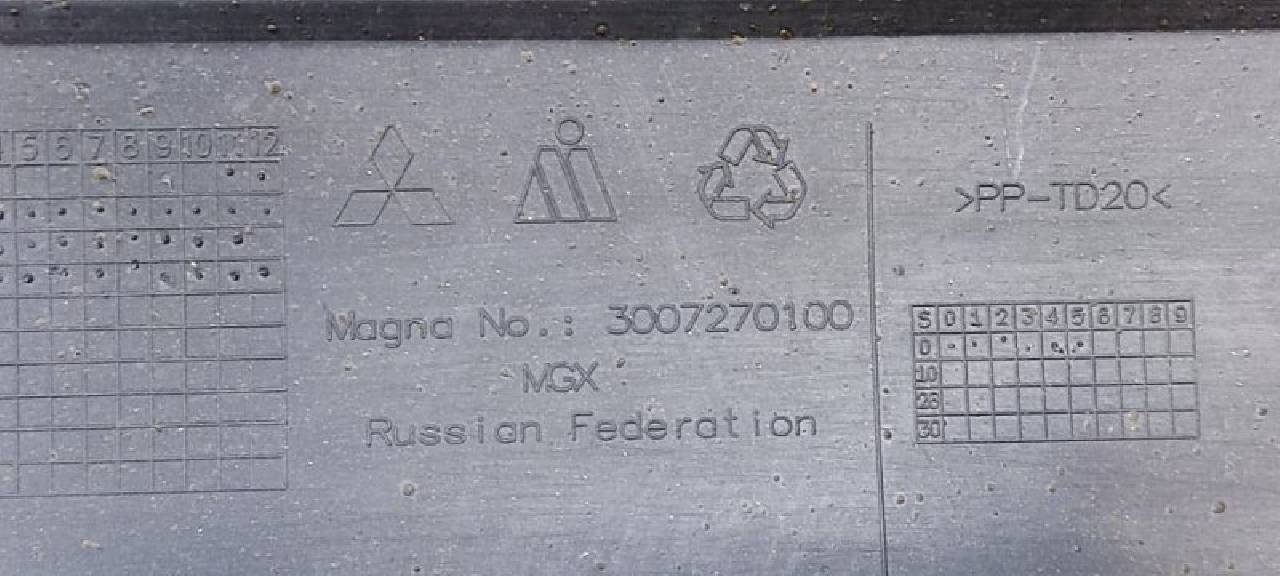 5 6 7 8 9 10 11 12
>PP-TD20<
Magna No.: 3007270100
MGX
Russian Federation
S 0 1 2 3 4 5 6 7 8 9
0
10
30